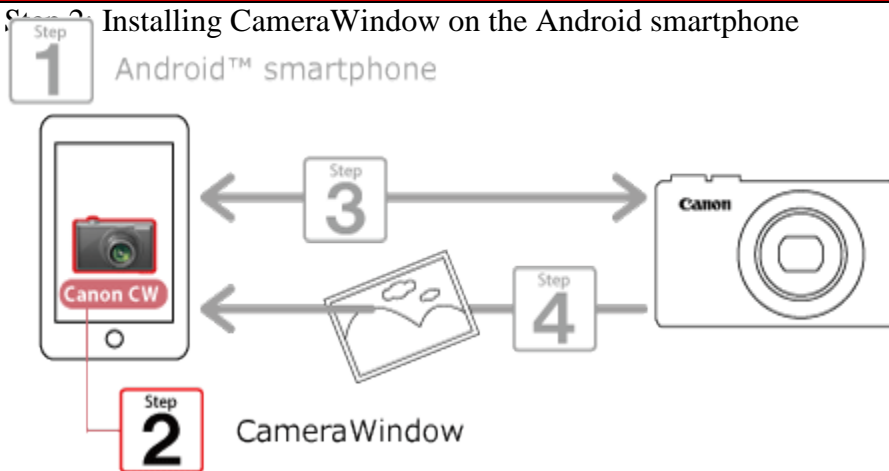 Step 2: Installing CameraWindow on the Android smartphone
Step
1
Android™ smartphone
Step
3
Canon
Canon CW
Step
4
Step
2
CameraWindow